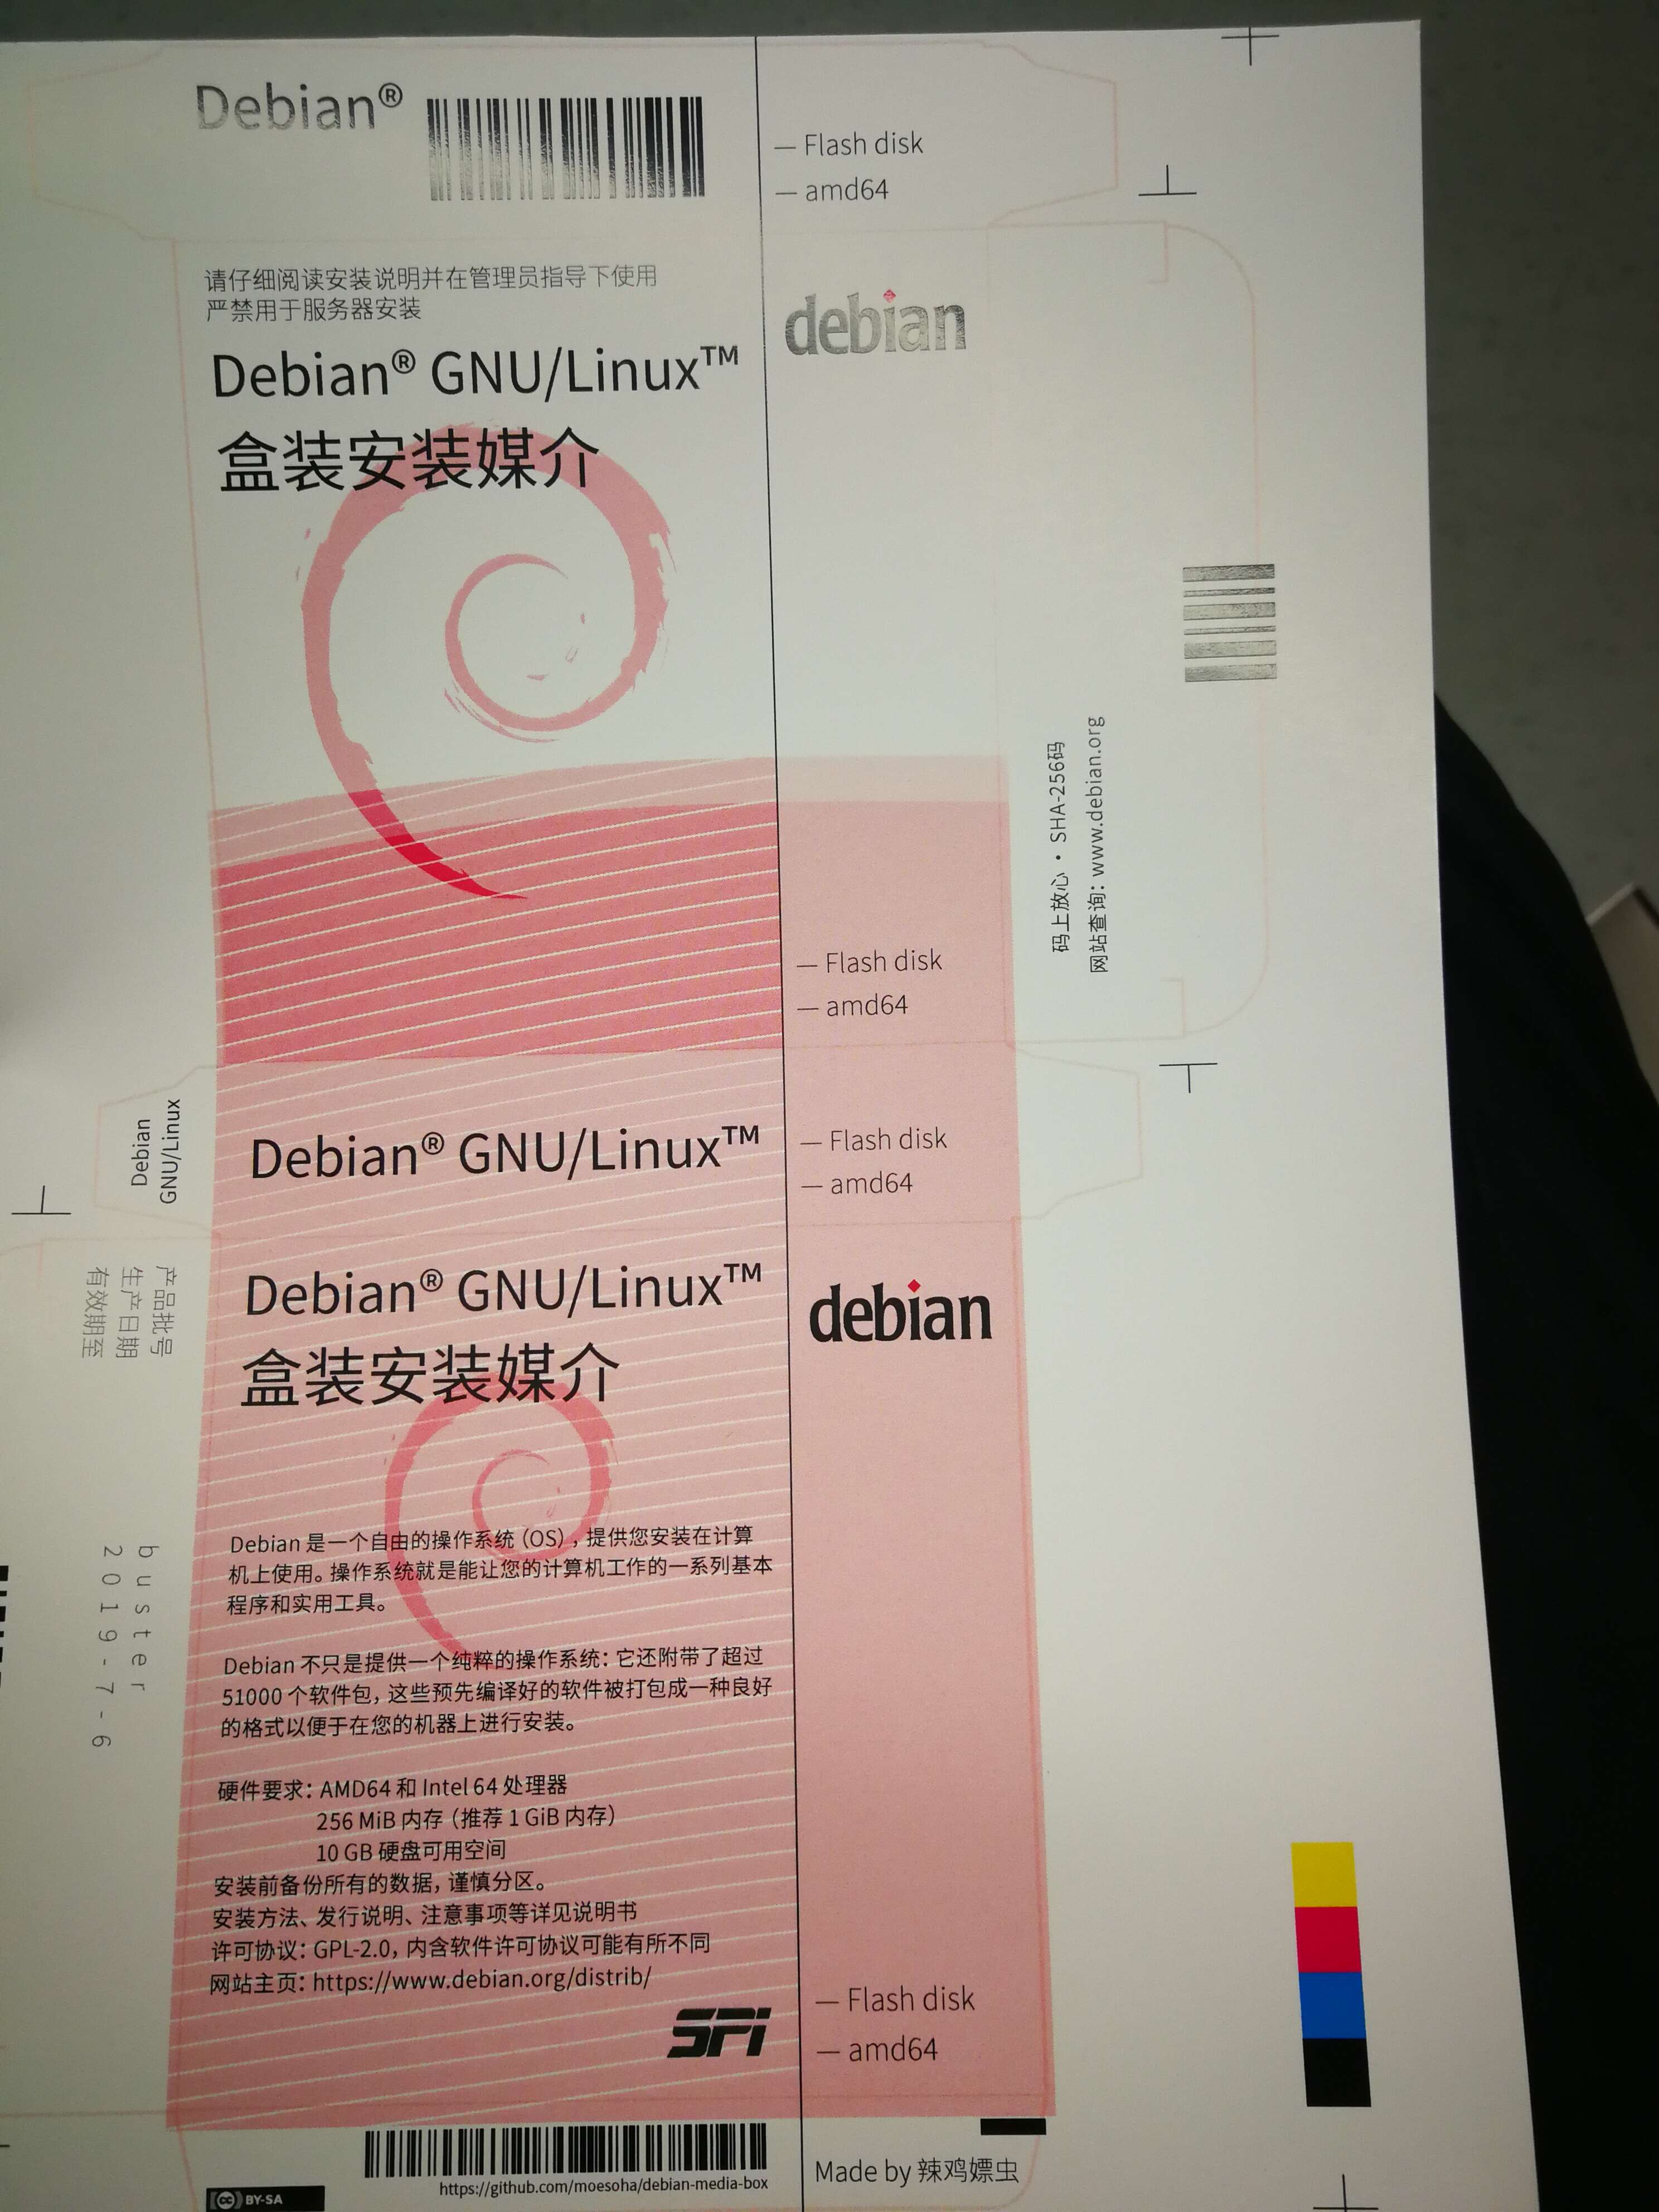 Debian®
— Flash disk
— amd64
请仔细阅读安装说明并在管理员指导下使用
严禁用于服务器安装
Debian® GNU/Linux™
盒装安装媒介
debian
码上放心・SHA-256码
网站查询：www.debian.org
— Flash disk
— amd64
Debian
GNU/Linux
Debian® GNU/Linux™
— Flash disk
— amd64
产品批号
生产日期
有效期至
buster
2019-7-6
Debian® GNU/Linux™
盒装安装媒介
debian
Debian 是一个自由的操作系统（OS），提供您安装在计算
机上使用。操作系统就是能让您的计算机工作的一系列基本
程序和实用工具。
Debian 不只是提供一个纯粹的操作系统：它还附带了超过
51000 个软件包，这些预先编译好的软件被打包成一种良好
的格式以便于在您的机器上进行安装。
硬件要求：AMD64 和 Intel 64 处理器
256 MiB 内存（推荐 1 GiB 内存）
10 GB 硬盘可用空间
安装前备份所有的数据，谨慎分区。
安装方法、发行说明、注意事项等详见说明书
许可协议：GPL-2.0，内含软件许可协议可能有所不同
网站主页：https://www.debian.org/distrib/
SPI
— Flash disk
— amd64
https://github.com/moesoha/debian-media-box
Made by 辣鸡嫖虫
cc BY-SA